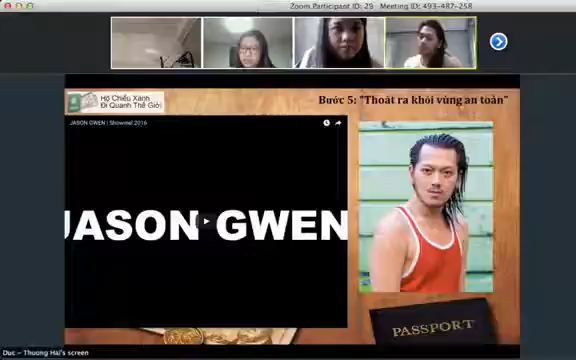 Zoom Participant ID: 29 Meeting ID: 493-487-258
Hộ Chiếu Xanh
Đi Quanh Thế Giới
Bước 5: "Thoát ra khỏi vùng an toàn"
JASON GWEN | Showreel 2016
JASON GWEN
PASSPORT
Duc – Thuong Hai's screen